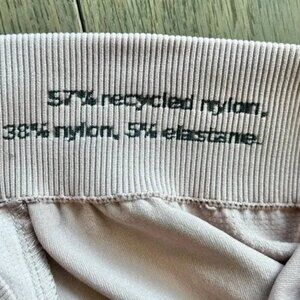 57% recycled nylon,
38% nylon, 5% elastane.